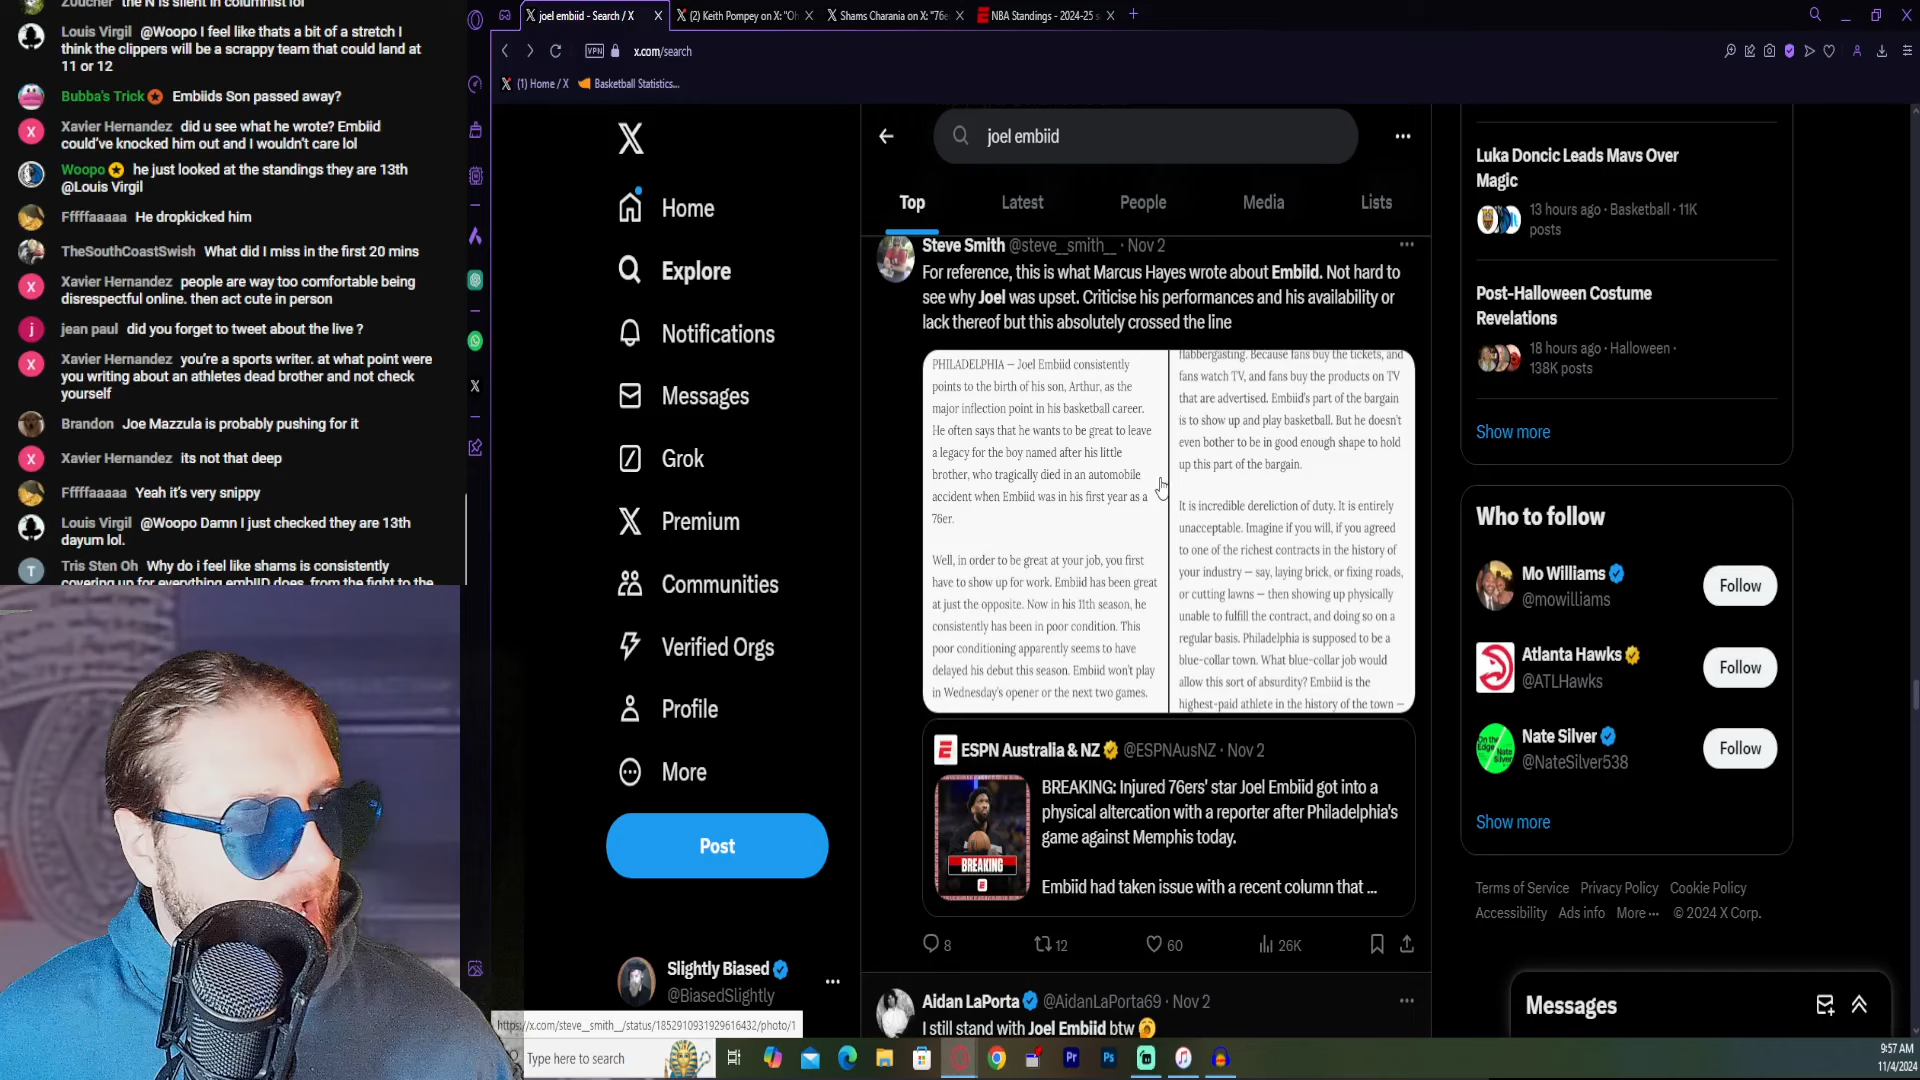 Zoucher the N is silent in columnist lol
Louis Virgil @Woopo I feel like thats a bit of a stretch I
think the clippers will be a scrappy team that could land at
11 or 12
Bubba's Trick Embiids Son passed away?
Xavier Hernandez did u see what he wrote? Embiid
could've knocked him out and I wouldn't care lol
Woopo he just looked at the standings they are 13th
@Louis Virgil
Fffffaaaaa He dropkicked him
TheSouthCoastSwish What did I miss in the first 20 mins
Xavier Hernandez people are way too comfortable being
disrespectful online. then act cute in person
jean paul did you forget to tweet about the live ?
Xavier Hernandez you're a sports writer. at what point were
you writing about an athletes dead brother and not check
yourself
Brandon Joe Mazzula is probably pushing for it
Xavier Hernandez its not that deep
Fffffaaaaa Yeah it's very snippy
Louis Virgil @Woopo Damn I just checked they are 13th
dayum lol.
Tris Sten Oh Why do i feel like shams is consistently
covering up for everything embIID does, from the fight to the
joel embiid - Search / X
(2) Keith Pompey on X: "Oh
Shams Charania on X: "76e
NBA Standings - 2024-25 s
VPN
x.com/search
(1) Home / X
Basketball Statistics...
Home
Explore
Notifications
Messages
Grok
Premium
Communities
Verified Orgs
Profile
More
Post
Slightly Biased
@BiasedSlightly
https://x.com/steve__smith__/status/1852910931929616432/photo/1
joel embiid
Top
Latest
People
Media
Lists
Steve Smith @steve__smith__ · Nov 2
For reference, this is what Marcus Hayes wrote about Embiid. Not hard to
see why Joel was upset. Criticise his performances and his availability or
lack thereof but this absolutely crossed the line
PHILADELPHIA — Joel Embiid consistently
points to the birth of his son, Arthur, as the
major inflection point in his basketball career.
He often says that he wants to be great to leave
a legacy for the boy named after his little
brother, who tragically died in an automobile
accident when Embiid was in his first year as a
76er.
Well, in order to be great at your job, you first
have to show up for work. Embiid has been great
at just the opposite. Now in his 11th season, he
consistently has been in poor condition. This
poor conditioning apparently seems to have
delayed his debut this season. Embiid won't play
in Wednesday's opener or the next two games.
flabbergasting. Because fans buy the tickets, and
fans watch TV, and fans buy the products on TV
that are advertised. Embiid's part of the bargain
is to show up and play basketball. But he doesn't
even bother to be in good enough shape to hold
up this part of the bargain.
It is incredible dereliction of duty. It is entirely
unacceptable. Imagine if you will, if you agreed
to one of the richest contracts in the history of
your industry — say, laying brick, or fixing roads,
or cutting lawns — then showing up physically
unable to fulfill the contract, and doing so on a
regular basis. Philadelphia is supposed to be a
blue-collar town. What blue-collar job would
allow this sort of absurdity? Embiid is the
highest-paid athlete in the history of the town —
ESPN Australia & NZ @ESPNAusNZ · Nov 2
BREAKING: Injured 76ers' star Joel Embiid got into a
physical altercation with a reporter after Philadelphia's
game against Memphis today.
Embiid had taken issue with a recent column that ...
BREAKING
8
12
60
26K
Aidan LaPorta @AidanLaPorta69 · Nov 2
I still stand with Joel Embiid btw
Luka Doncic Leads Mavs Over
Magic
13 hours ago · Basketball · 11K
posts
Post-Halloween Costume
Revelations
18 hours ago · Halloween ·
138K posts
Show more
Who to follow
Mo Williams
@mowilliams
Follow
Atlanta Hawks
@ATLHawks
Follow
Nate Silver
@NateSilver538
Follow
Show more
Terms of Service Privacy Policy Cookie Policy
Accessibility Ads info More ··· © 2024 X Corp.
Messages
Type here to search
9:57 AM
11/4/2024